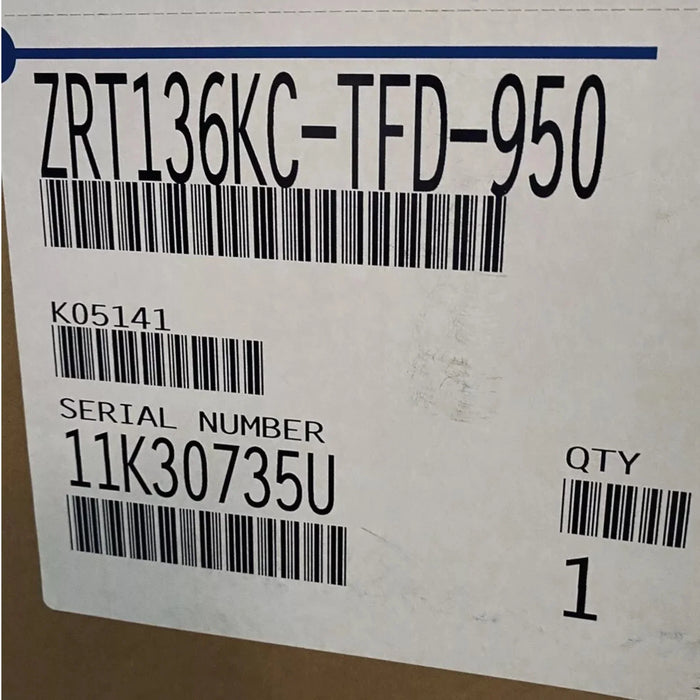 ZRT136KC-TFD-950
K05141
SERIAL NUMBER
11K30735U
QTY
1